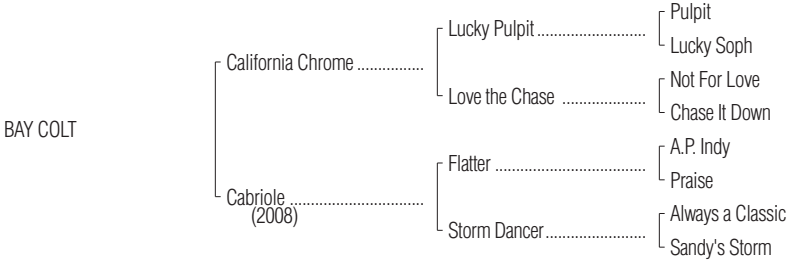 Pulpit
Lucky Pulpit ........................
Lucky Soph
California Chrome ................
Not For Love
Love the Chase ....................
Chase It Down
BAY COLT
A.P. Indy
Flatter ....................................
Praise
Cabriole ................................
(2008)
Always a Classic
Storm Dancer........................
Sandy's Storm